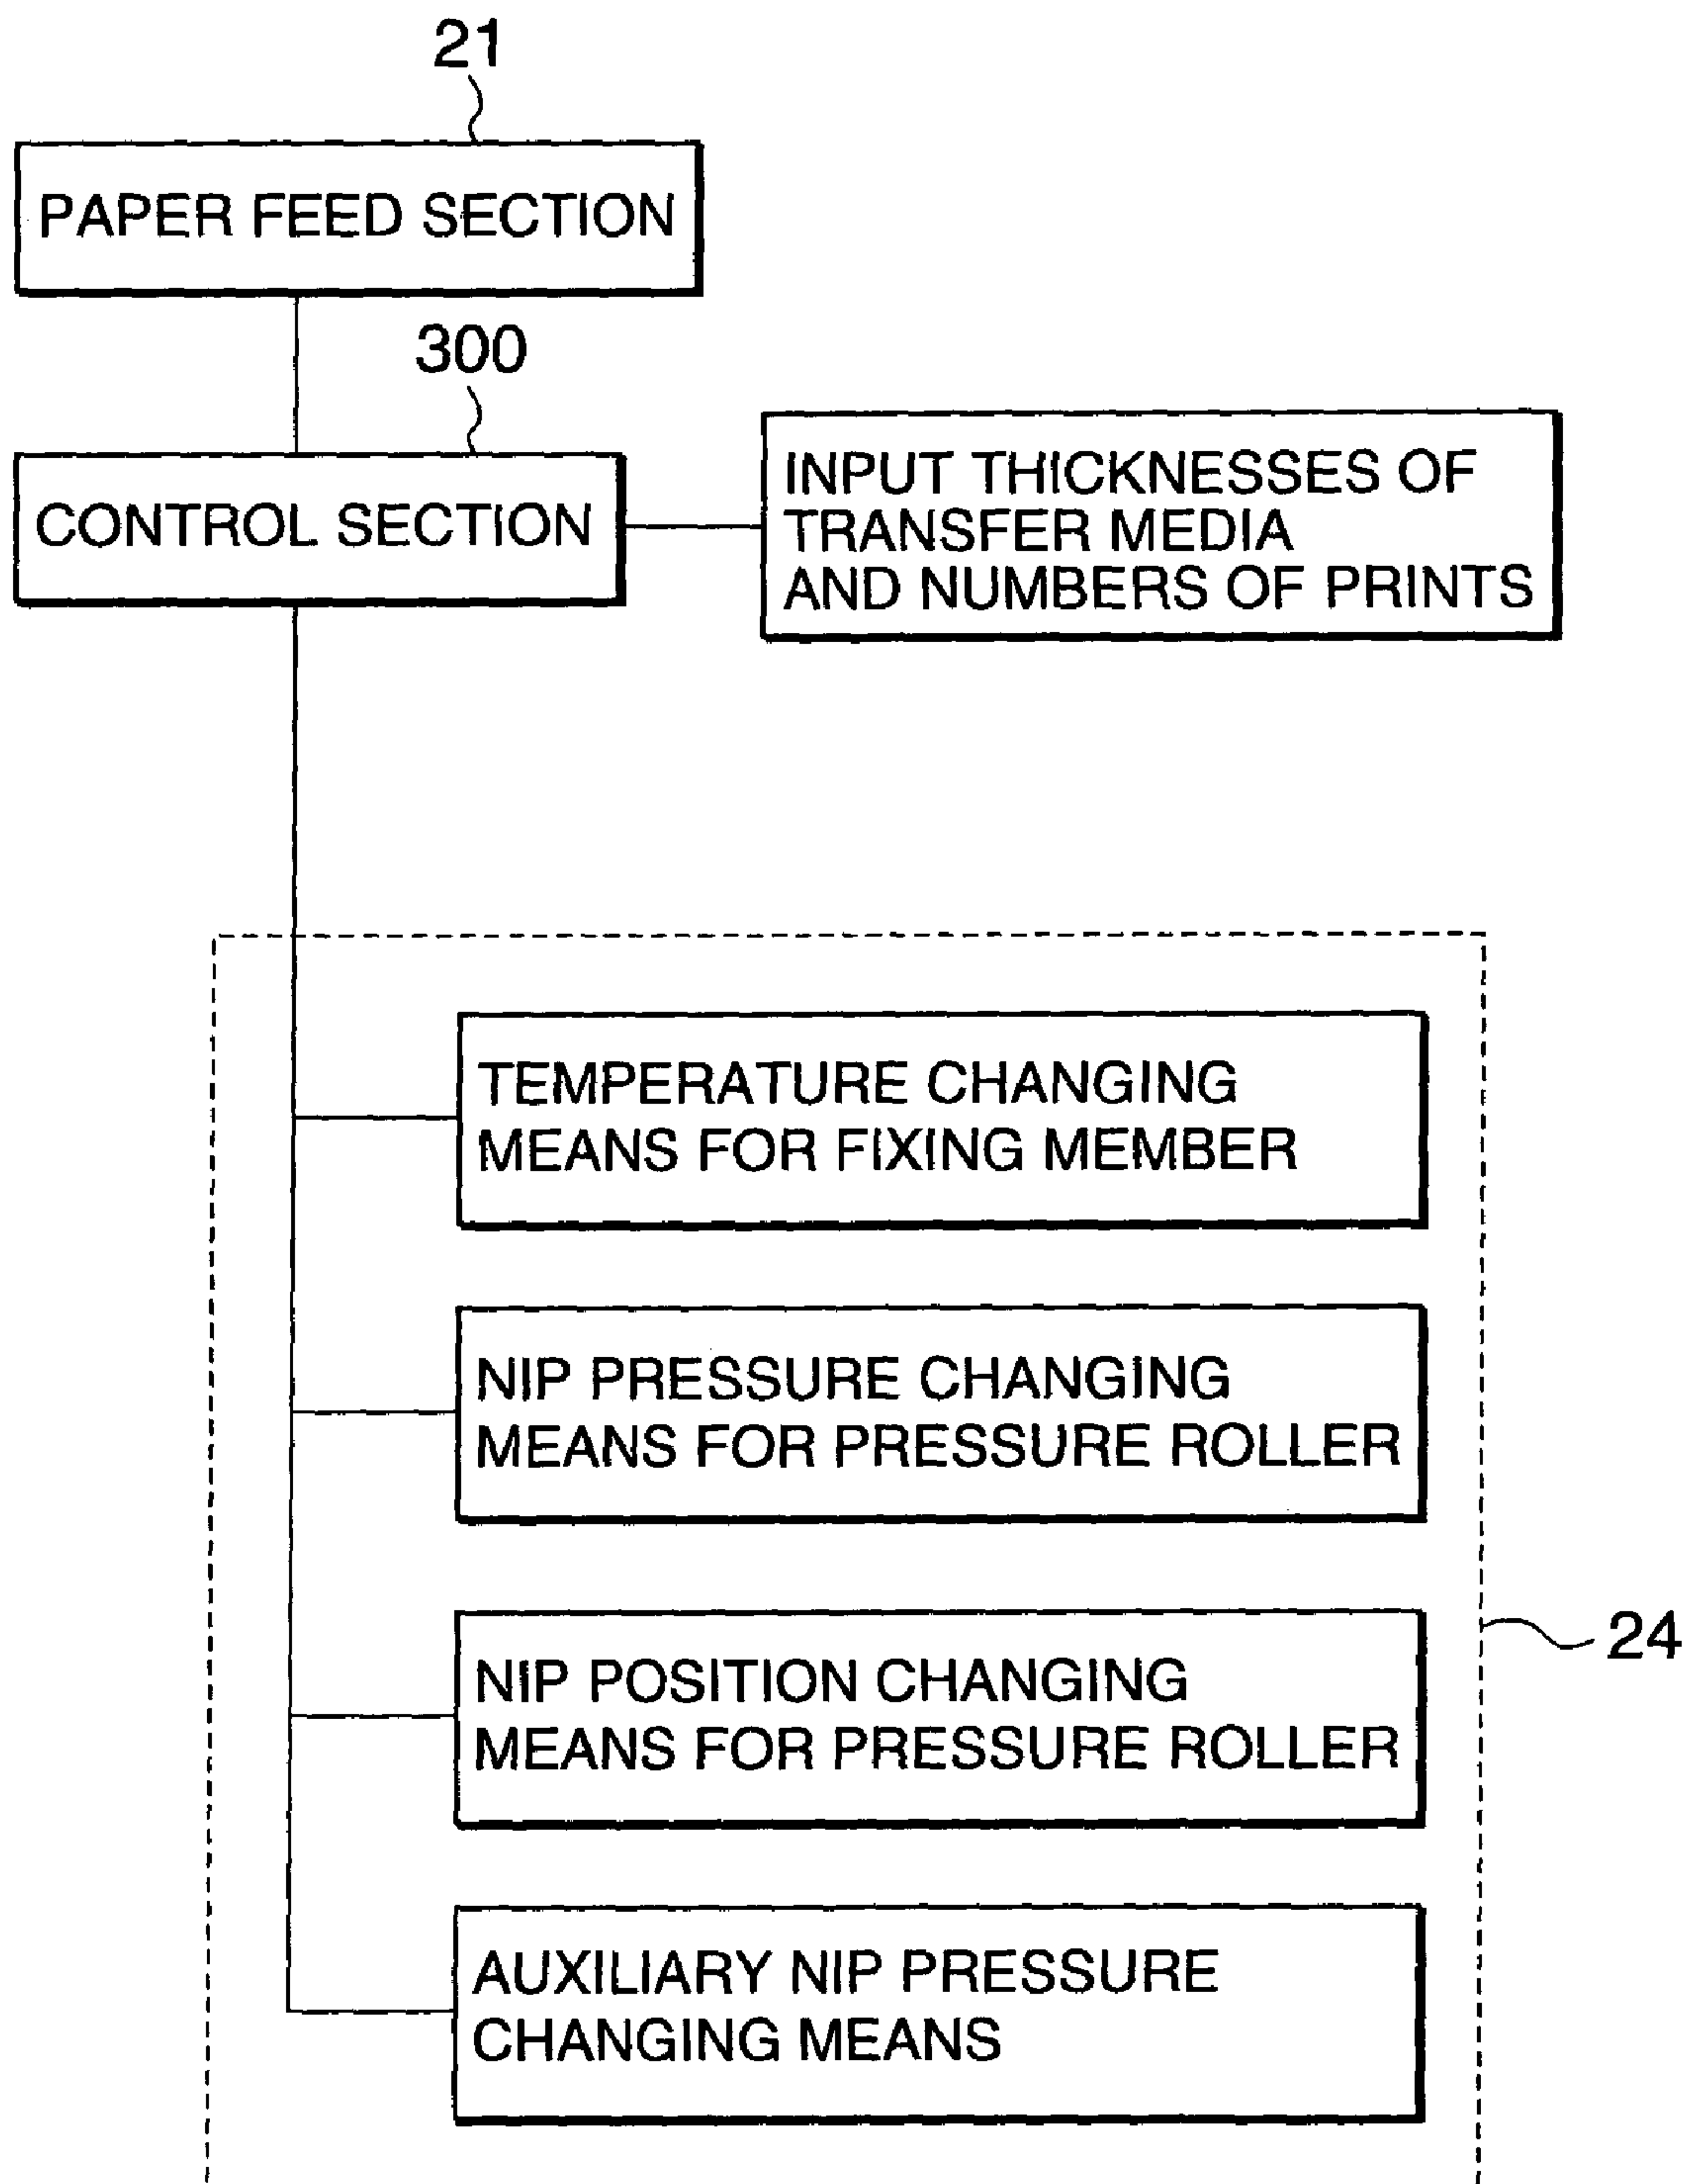 21
PAPER FEED SECTION
300
CONTROL SECTION
INPUT THICKNESSES OF
TRANSFER MEDIA
AND NUMBERS OF PRINTS
TEMPERATURE CHANGING
MEANS FOR FIXING MEMBER
NIP PRESSURE CHANGING
MEANS FOR PRESSURE ROLLER
NIP POSITION CHANGING
MEANS FOR PRESSURE ROLLER
24
AUXILIARY NIP PRESSURE
CHANGING MEANS